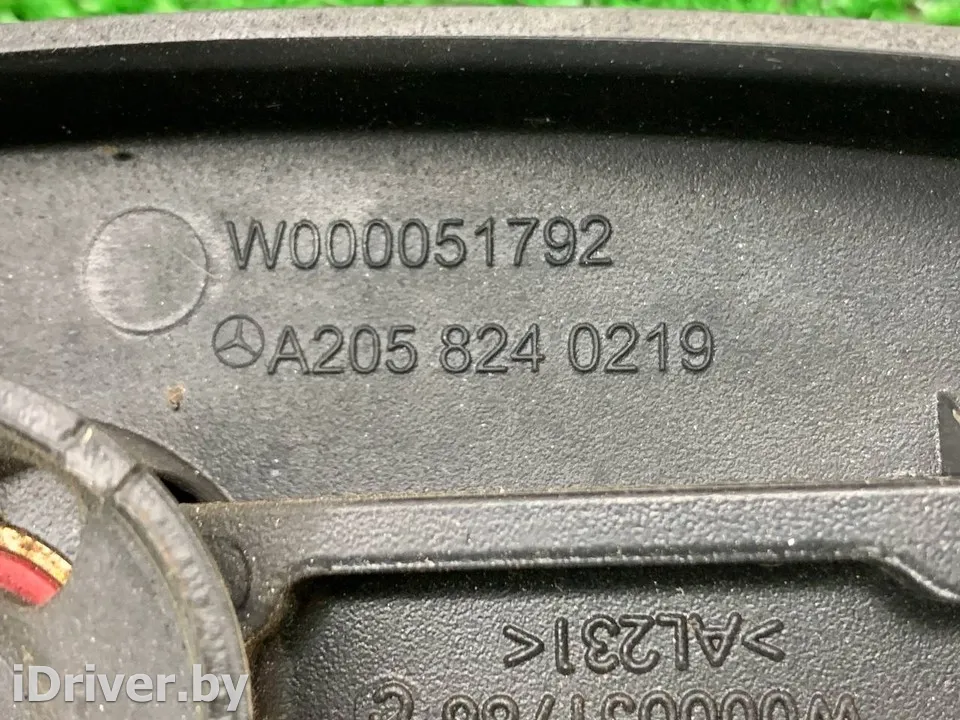 W000051792
A205 824 0219
>AL231<
iDriver.by